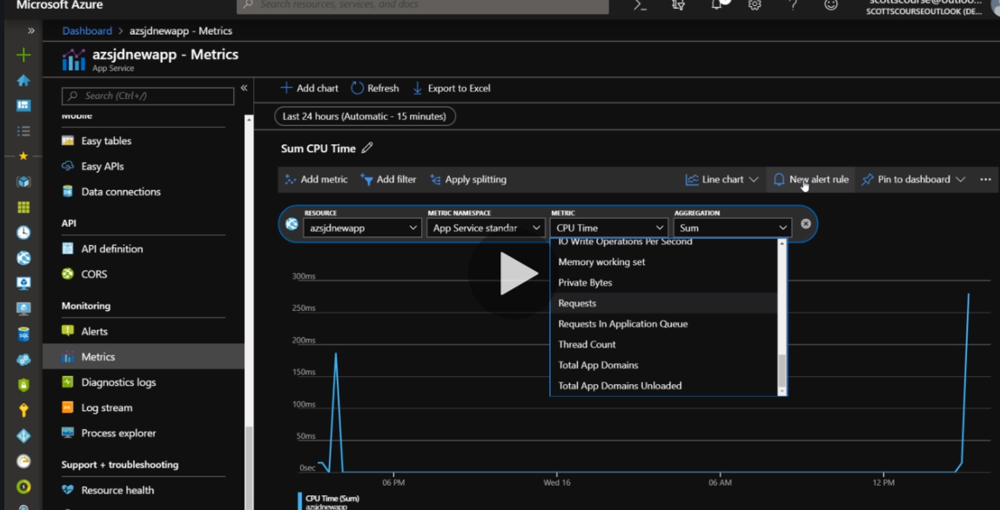 Microsoft Azure
Search resources, services, and docs
scottscourse@outloo...
SCOTTSCOURSEOUTLOOK (DE...
Dashboard > azsjdnewapp - Metrics
azsjdnewapp - Metrics
App Service
Search (Ctrl+/)
Mobile
Easy tables
Easy APIs
Data connections
API
API definition
CORS
Monitoring
Alerts
Metrics
Diagnostics logs
Log stream
Process explorer
Support + troubleshooting
Resource health
Add chart Refresh Export to Excel
Last 24 hours (Automatic - 15 minutes)
Sum CPU Time
Add metric Add filter Apply splitting Line chart New alert rule Pin to dashboard
RESOURCE METRIC NAMESPACE METRIC AGGREGATION
azsjdnewapp App Service standar CPU Time Sum
IO Write Operations Per Second
Memory working set
Private Bytes
Requests
Requests In Application Queue
Thread Count
Total App Domains
Total App Domains Unloaded
300ms
250ms
200ms
150ms
100ms
50ms
0sec
06 PM Wed 16 06 AM 12 PM
CPU Time (Sum)
azsjdnewapp